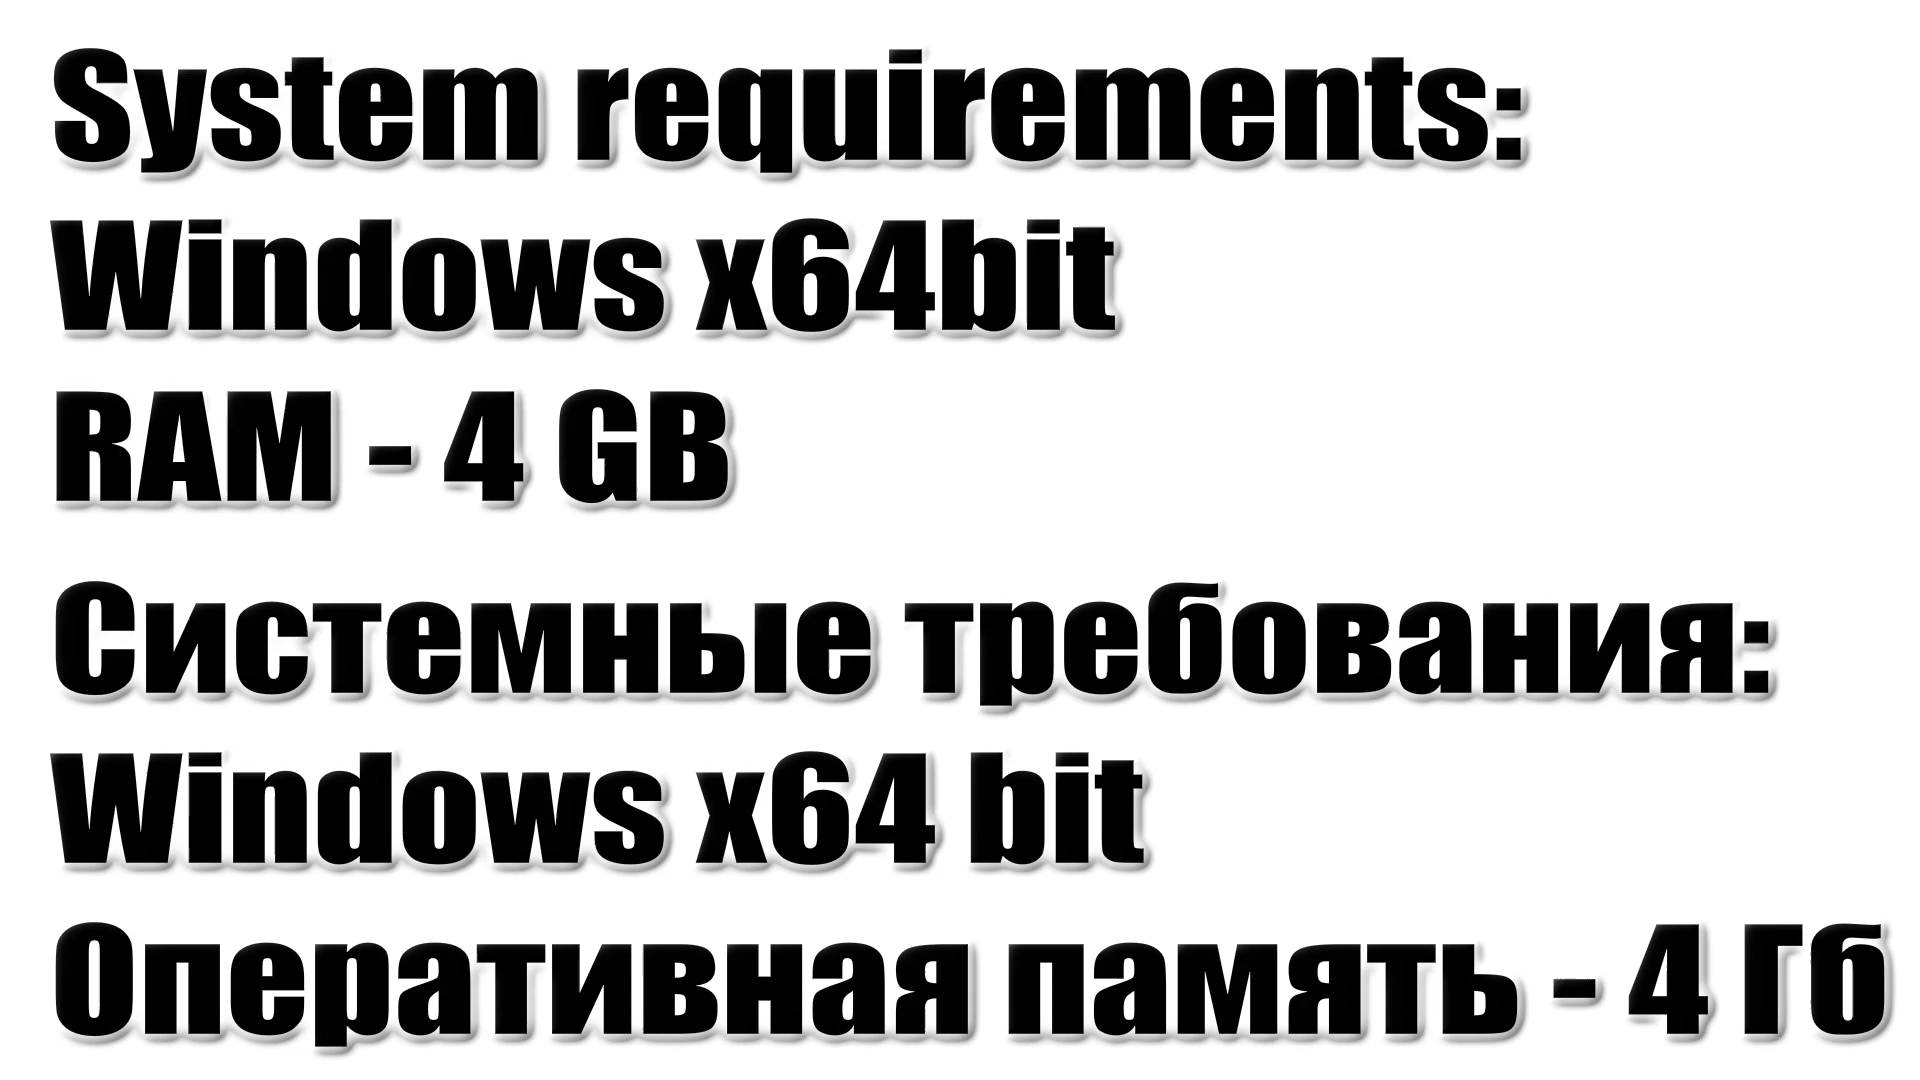 System requirements:
Windows x64bit
RAM - 4 GB
Системные требования:
Windows x64 bit
Оперативная память - 4 Гб